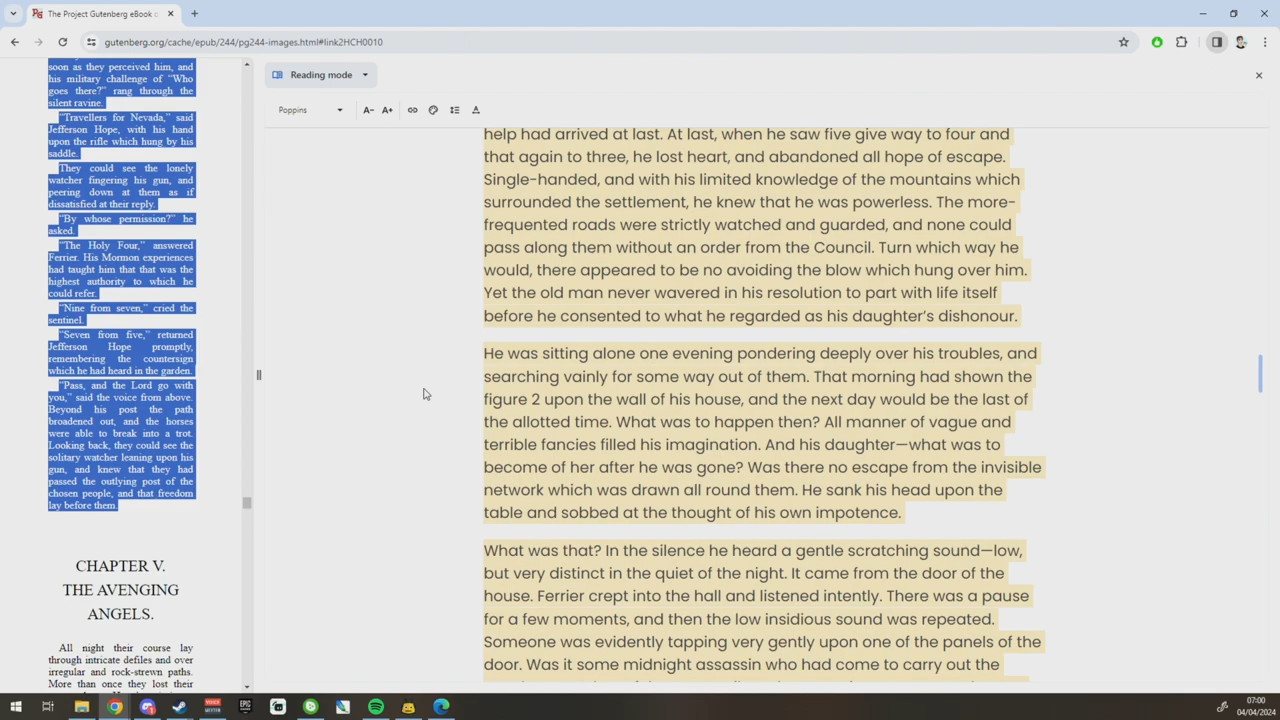 The Project Gutenberg eBook o
gutenberg.org/cache/epub/244/pg244-images.html#link2HCH0010
soon as they perceived him, and
his military challenge of “Who
goes there?” rang through the
silent ravine.
“Travellers for Nevada,” said
Jefferson Hope, with his hand
upon the rifle which hung by his
saddle.
They could see the lonely
watcher fingering his gun, and
peering down at them as if
dissatisfied at their reply.
“By whose permission?” he
asked.
“The Holy Four,” answered
Ferrier. His Mormon experiences
had taught him that that was the
highest authority to which he
could refer.
“Nine from seven,” cried the
sentinel.
“Seven from five,” returned
Jefferson Hope promptly,
remembering the countersign
which he had heard in the garden.
“Pass, and the Lord go with
you,” said the voice from above.
Beyond his post the path
broadened out, and the horses
were able to break into a trot.
Looking back, they could see the
solitary watcher leaning upon his
gun, and knew that they had
passed the outlying post of the
chosen people, and that freedom
lay before them.
CHAPTER V.
THE AVENGING
ANGELS.
All night their course lay
through intricate defiles and over
irregular and rock-strewn paths.
More than once they lost their
Reading mode
Poppins
A- A+
help had arrived at last. At last, when he saw five give way to four and
that again to three, he lost heart, and abandoned all hope of escape.
Single-handed, and with his limited knowledge of the mountains which
surrounded the settlement, he knew that he was powerless. The more-
frequented roads were strictly watched and guarded, and none could
pass along them without an order from the Council. Turn which way he
would, there appeared to be no avoiding the blow which hung over him.
Yet the old man never wavered in his resolution to part with life itself
before he consented to what he regarded as his daughter’s dishonour.
He was sitting alone one evening pondering deeply over his troubles, and
searching vainly for some way out of them. That morning had shown the
figure 2 upon the wall of his house, and the next day would be the last of
the allotted time. What was to happen then? All manner of vague and
terrible fancies filled his imagination. And his daughter—what was to
become of her after he was gone? Was there no escape from the invisible
network which was drawn all round them. He sank his head upon the
table and sobbed at the thought of his own impotence.
What was that? In the silence he heard a gentle scratching sound—low,
but very distinct in the quiet of the night. It came from the door of the
house. Ferrier crept into the hall and listened intently. There was a pause
for a few moments, and then the low insidious sound was repeated.
Someone was evidently tapping very gently upon one of the panels of the
door. Was it some midnight assassin who had come to carry out the
07:00
04/04/2024